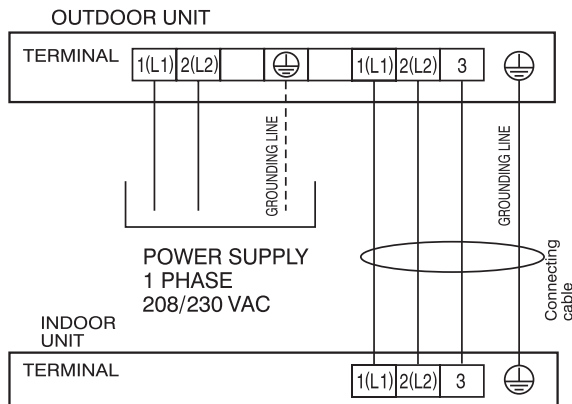 OUTDOOR UNIT
TERMINAL
1(L1) 2(L2)
1(L1) 2(L2) 3
GROUNDING LINE
GROUNDING LINE
POWER SUPPLY
1 PHASE
208/230 VAC
Connecting
cable
INDOOR
UNIT
TERMINAL
1(L1) 2(L2) 3